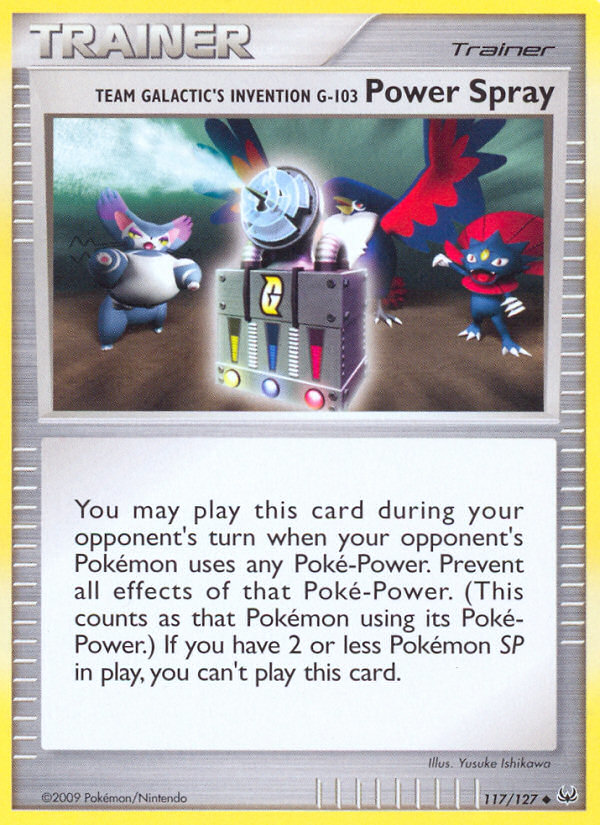 TRAINER
Trainer
TEAM GALACTIC'S INVENTION G-103 Power Spray
G
You may play this card during your
opponent's turn when your opponent's
Pokémon uses any Poké-Power. Prevent
all effects of that Poké-Power. (This
counts as that Pokémon using its Poké-
Power.) If you have 2 or less Pokémon SP
in play, you can't play this card.
Illus. Yusuke Ishikawa
©2009 Pokémon/Nintendo
117/127